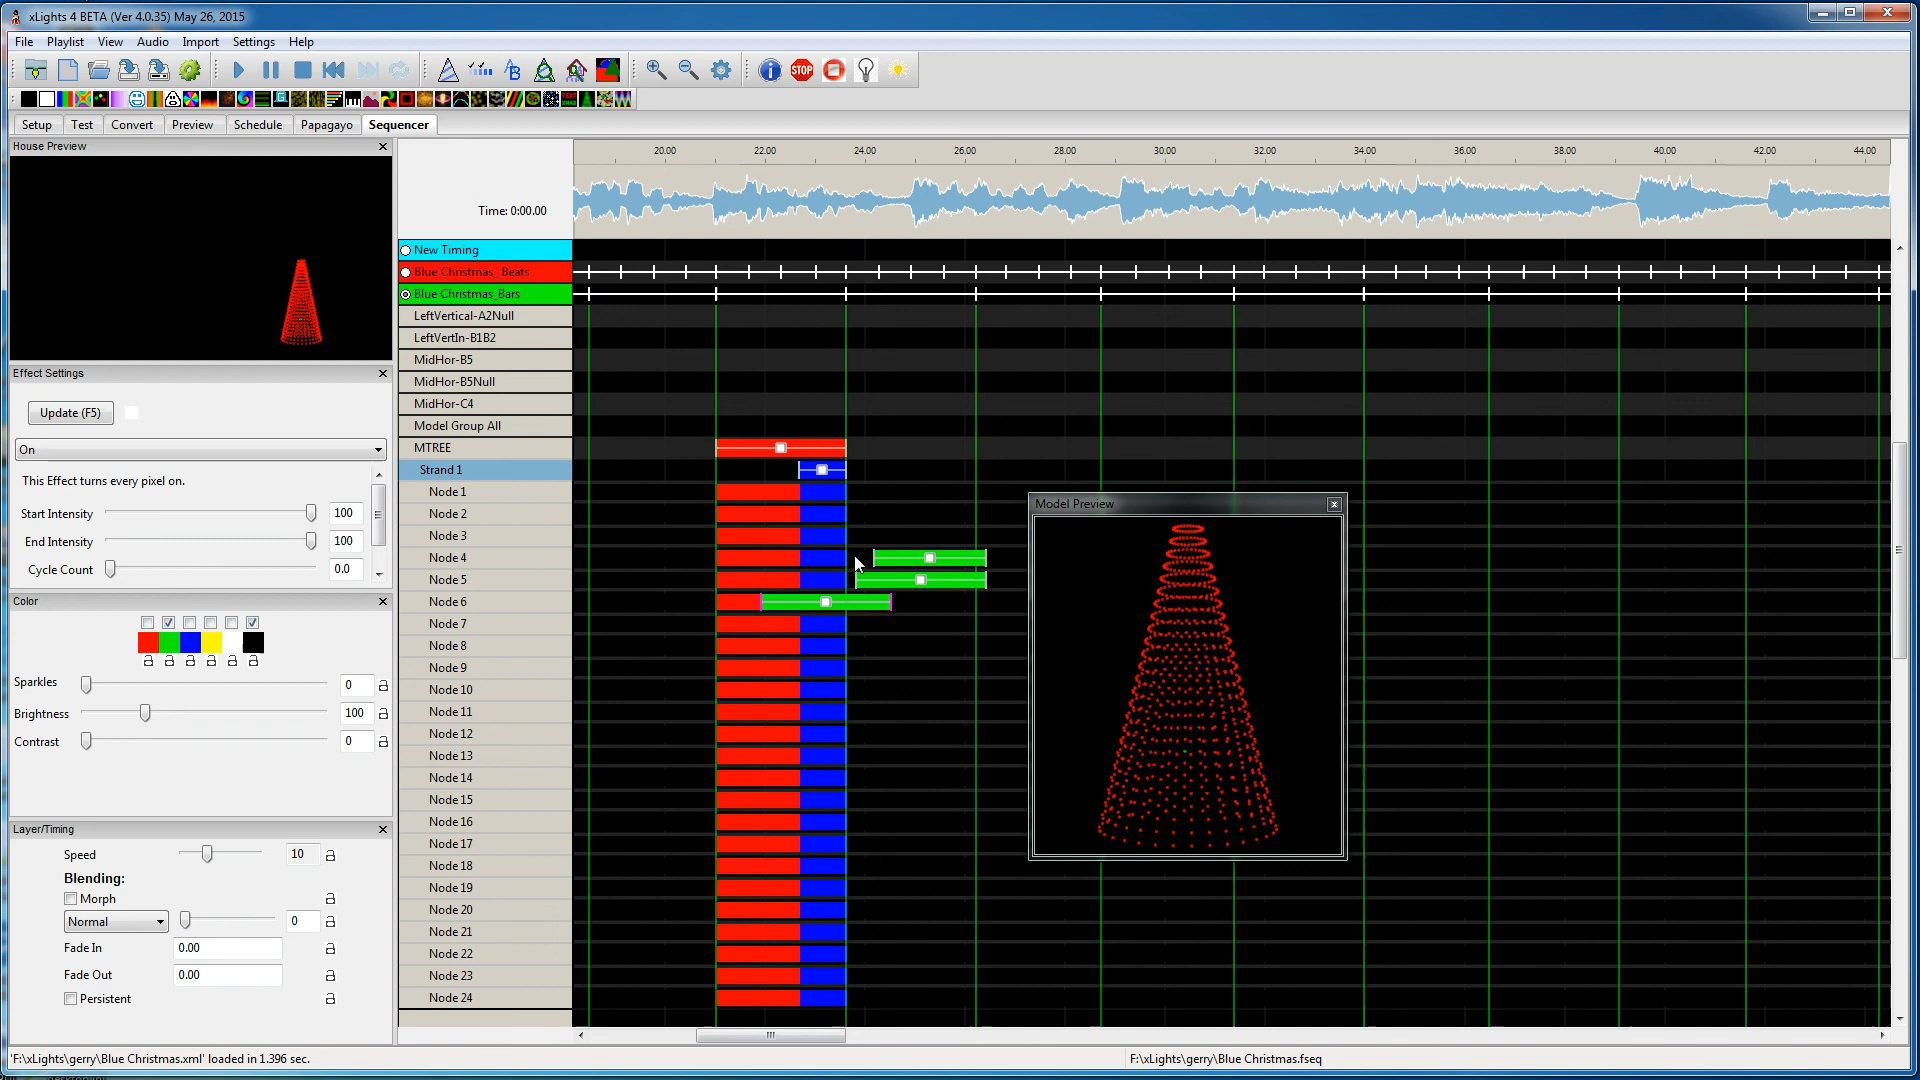 xLights 4 BETA (Ver 4.0.35) May 26, 2015
File Playlist View Audio Import Settings Help
STOP
Setup Test Convert Preview Schedule Papagayo Sequencer
House Preview
20.00 22.00 24.00 26.00 28.00 30.00 32.00 34.00 36.00 38.00 40.00 42.00 44.00
Time: 0:00.00
New Timing
Blue Christmas_ Beats
Blue Christmas_Bars
LeftVertical-A2Null
LeftVertIn-B1B2
MidHor-B5
MidHor-B5Null
MidHor-C4
Model Group All
MTREE
Strand 1
Node 1
Node 2
Node 3
Node 4
Node 5
Node 6
Node 7
Node 8
Node 9
Node 10
Node 11
Node 12
Node 13
Node 14
Node 15
Node 16
Node 17
Node 18
Node 19
Node 20
Node 21
Node 22
Node 23
Node 24
Model Preview
Effect Settings
Update (F5)
On
This Effect turns every pixel on.
Start Intensity 100
End Intensity 100
Cycle Count 0.0
Color
Sparkles 0
Brightness 100
Contrast 0
Layer/Timing
Speed 10
Blending:
Morph
Normal 0
Fade In 0.00
Fade Out 0.00
Persistent
'F:\xLights\gerry\Blue Christmas.xml' loaded in 1.396 sec.
F:\xLights\gerry\Blue Christmas.fseq